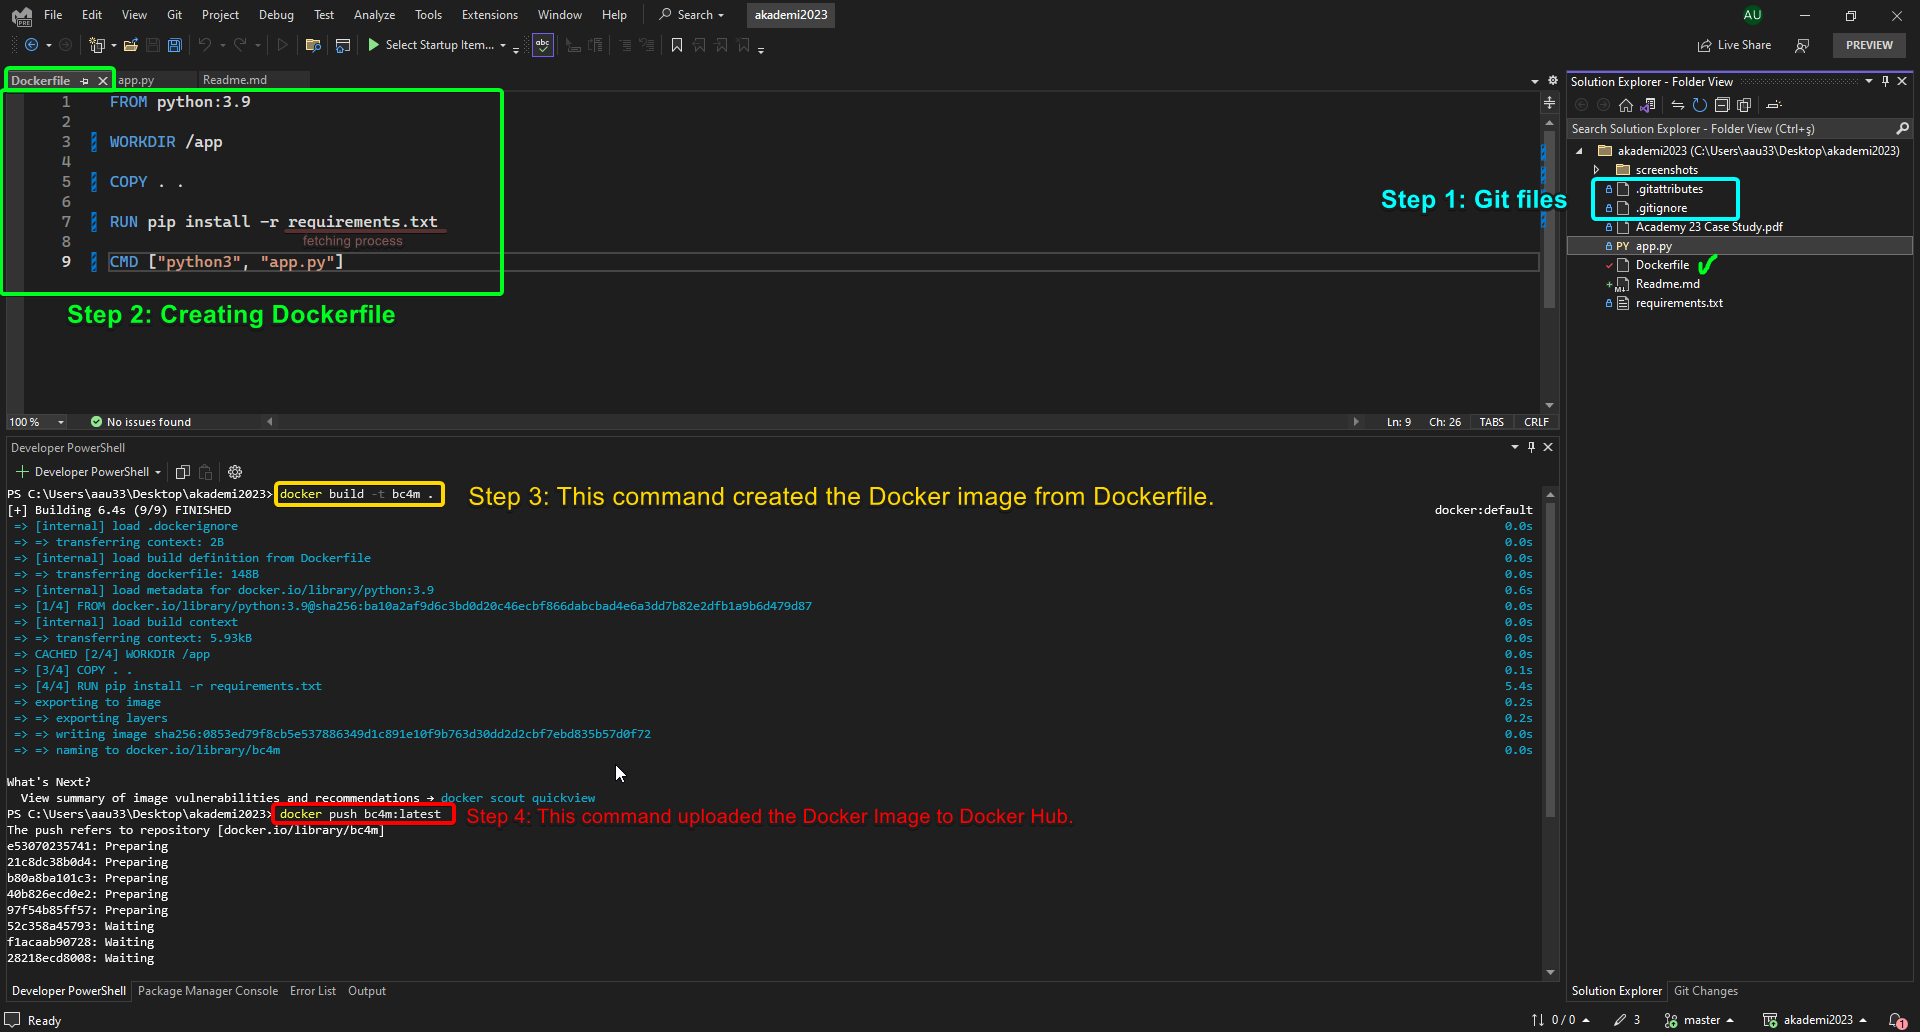 File Edit View Git Project Debug Test Analyze Tools Extensions Window Help Search akademi2023 AU
Select Startup Item... abc Live Share PREVIEW
Dockerfile app.py Readme.md
1 FROM python:3.9
2
3 WORKDIR /app
4
5 COPY . .
6
7 RUN pip install -r requirements.txt
8 fetching process
9 CMD ["python3", "app.py"]
Step 2: Creating Dockerfile
100 % No issues found Ln: 9 Ch: 26 TABS CRLF
Solution Explorer - Folder View
Search Solution Explorer - Folder View (Ctrl+ş)
akademi2023 (C:\Users\aau33\Desktop\akademi2023)
screenshots
.gitattributes
Step 1: Git files
.gitignore
Academy 23 Case Study.pdf
PY app.py
Dockerfile
Readme.md
requirements.txt
Developer PowerShell
Developer PowerShell
PS C:\Users\aau33\Desktop\akademi2023> docker build -t bc4m . Step 3: This command created the Docker image from Dockerfile.
[+] Building 6.4s (9/9) FINISHED docker:default
=> [internal] load .dockerignore 0.0s
=> => transferring context: 2B 0.0s
=> [internal] load build definition from Dockerfile 0.0s
=> => transferring dockerfile: 148B 0.0s
=> [internal] load metadata for docker.io/library/python:3.9 0.6s
=> [1/4] FROM docker.io/library/python:3.9@sha256:ba10a2af9d6c3bd0d20c46ecbf866dabcbad4e6a3dd7b82e2dfb1a9b6d479d87 0.0s
=> [internal] load build context 0.0s
=> => transferring context: 5.93kB 0.0s
=> CACHED [2/4] WORKDIR /app 0.0s
=> [3/4] COPY . . 0.1s
=> [4/4] RUN pip install -r requirements.txt 5.4s
=> exporting to image 0.2s
=> => exporting layers 0.2s
=> => writing image sha256:0853ed79f8cb5e537886349d1c891e10f9b763d30dd2d2cbf7ebd835b57d0f72 0.0s
=> => naming to docker.io/library/bc4m 0.0s
What's Next?
View summary of image vulnerabilities and recommendations → docker scout quickview
PS C:\Users\aau33\Desktop\akademi2023> docker push bc4m:latest Step 4: This command uploaded the Docker Image to Docker Hub.
The push refers to repository [docker.io/library/bc4m]
e53070235741: Preparing
21c8dc38b0d4: Preparing
b80a8ba101c3: Preparing
40b826ecd0e2: Preparing
97f54b85ff57: Preparing
52c358a45793: Waiting
f1acaab90728: Waiting
28218ecd8008: Waiting
Developer PowerShell Package Manager Console Error List Output Solution Explorer Git Changes
Ready 0 / 0 3 master akademi2023 1